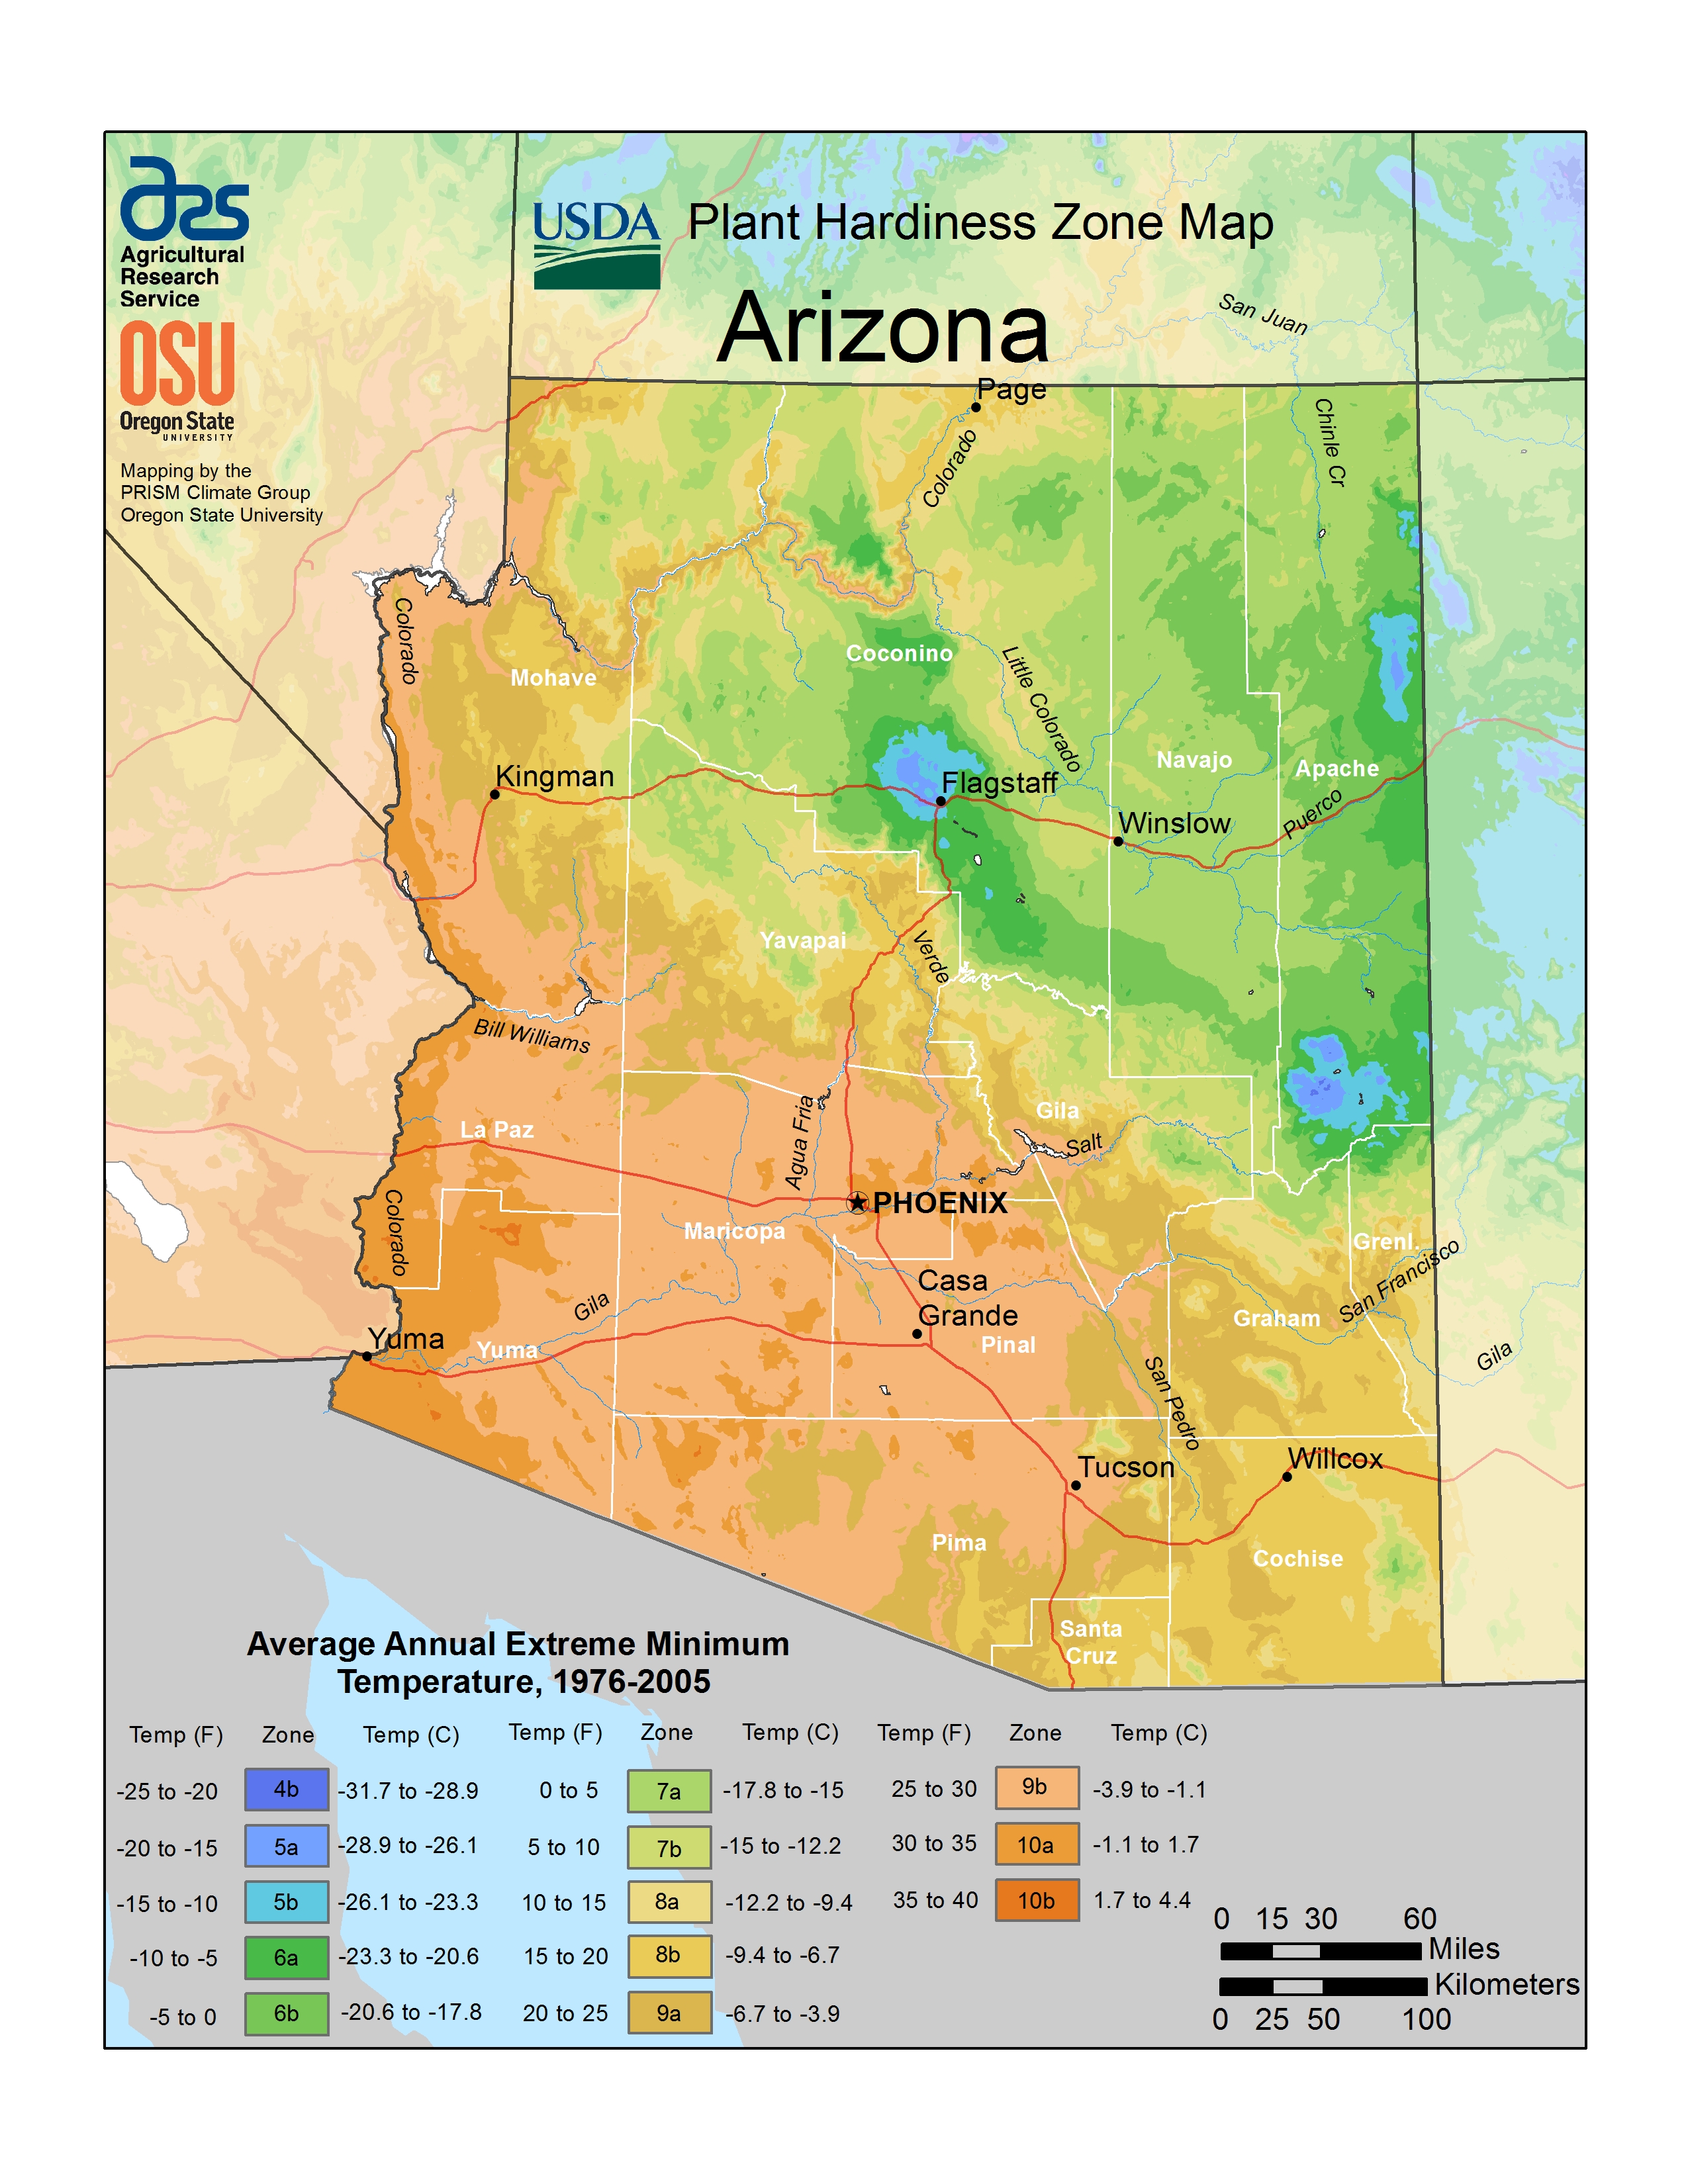 Agricultural
Research
Service
OSU
Oregon State
UNIVERSITY
Mapping by the
PRISM Climate Group
Oregon State University
USDA
Plant Hardiness Zone Map
Arizona
San Juan
Page
Chinle Cr
Colorado
Colorado
Coconino
Mohave
Little Colorado
Navajo
Apache
Kingman
Flagstaff
Puerco
Winslow
Yavapai
Verde
Bill Williams
Gila
La Paz
Agua Fria
Salt
PHOENIX
Colorado
Maricopa
Grenl.
San Francisco
Casa
Grande
Gila
Graham
Yuma
Yuma
Pinal
Gila
San Pedro
Tucson
Willcox
Pima
Cochise
Santa
Cruz
Average Annual Extreme Minimum
Temperature, 1976-2005
Temp (F) Zone Temp (C) Temp (F) Zone Temp (C) Temp (F) Zone Temp (C)
-25 to -20 4b -31.7 to -28.9 0 to 5 7a -17.8 to -15 25 to 30 9b -3.9 to -1.1
-20 to -15 5a -28.9 to -26.1 5 to 10 7b -15 to -12.2 30 to 35 10a -1.1 to 1.7
-15 to -10 5b -26.1 to -23.3 10 to 15 8a -12.2 to -9.4 35 to 40 10b 1.7 to 4.4
-10 to -5 6a -23.3 to -20.6 15 to 20 8b -9.4 to -6.7
-5 to 0 6b -20.6 to -17.8 20 to 25 9a -6.7 to -3.9
0 15 30 60
Miles
Kilometers
0 25 50 100